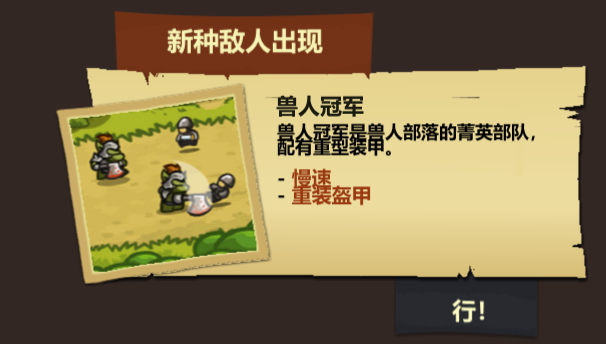 新种敌人出现
兽人冠军
兽人冠军是兽人部落的菁英部队，
配有重型装甲。
- 慢速
- 重装盔甲
行!